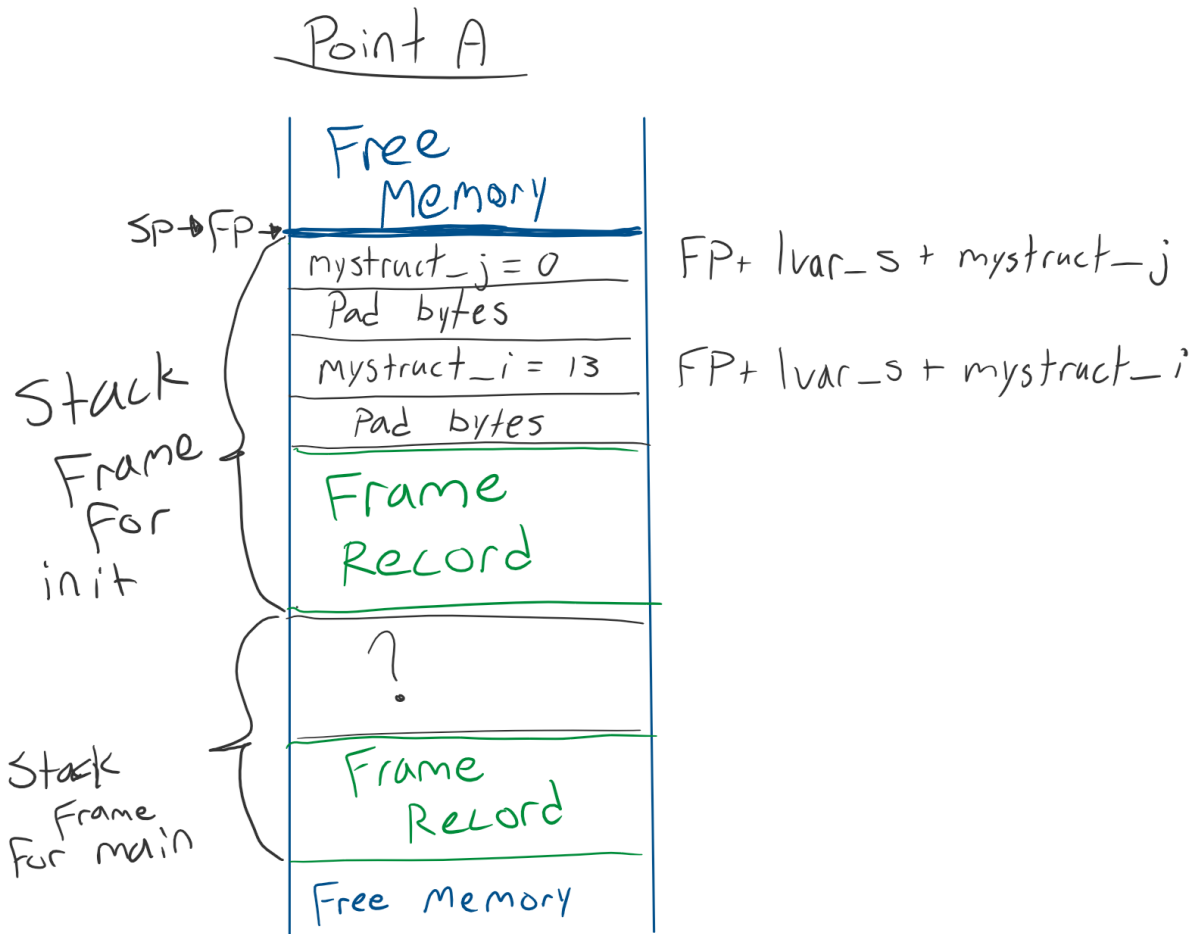 Point A
Free
Memory
SP→FP→
mystruct_j = 0
FP+ lvar_s + mystruct_j
Pad bytes
mystruct_i = 13
FP+ lvar_s + mystruct_i
Pad bytes
Stack
Frame
For
init
Frame
Record
?
Stack
Frame
For main
Frame
Record
Free Memory